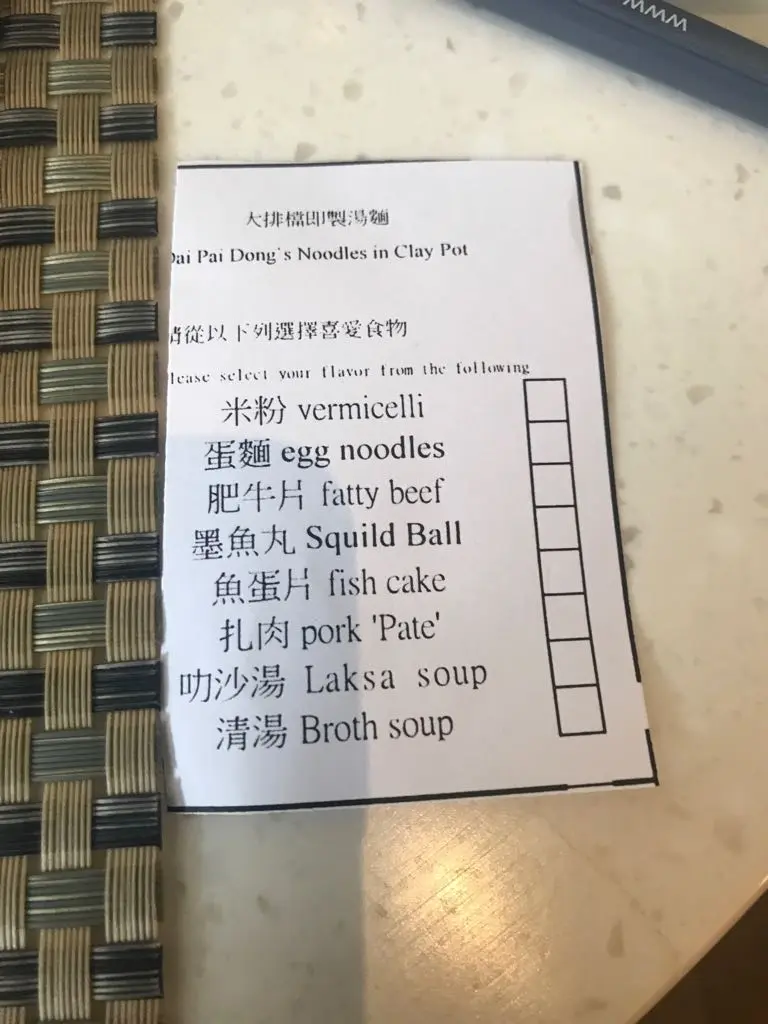 www
大排檔即製湯麵
Dai Pai Dong's Noodles in Clay Pot
請從以下列選擇喜愛食物
Please select your flavor from the following
米粉 vermicelli
蛋麵 egg noodles
肥牛片 fatty beef
墨魚丸 Squild Ball
魚蛋片 fish cake
扎肉 pork 'Pate'
叻沙湯 Laksa soup
清湯 Broth soup